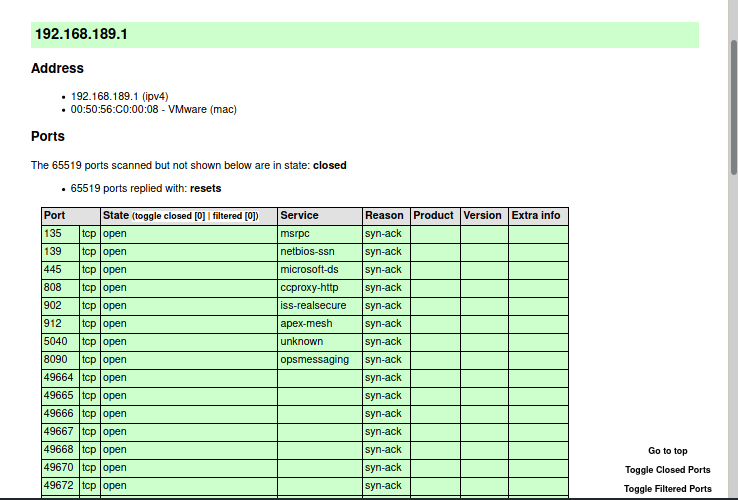 192.168.189.1
Address
• 192.168.189.1 (ipv4)
• 00:50:56:C0:00:08 - VMware (mac)
Ports
The 65519 ports scanned but not shown below are in state: closed
• 65519 ports replied with: resets
Port State (toggle closed [0] | filtered [0]) Service Reason Product Version Extra info
135 tcp open msrpc syn-ack
139 tcp open netbios-ssn syn-ack
445 tcp open microsoft-ds syn-ack
808 tcp open ccproxy-http syn-ack
902 tcp open iss-realsecure syn-ack
912 tcp open apex-mesh syn-ack
5040 tcp open unknown syn-ack
8090 tcp open opsmessaging syn-ack
49664 tcp open syn-ack
49665 tcp open syn-ack
49666 tcp open syn-ack
49667 tcp open syn-ack
49668 tcp open syn-ack
49670 tcp open syn-ack
49672 tcp open syn-ack
Go to top
Toggle Closed Ports
Toggle Filtered Ports